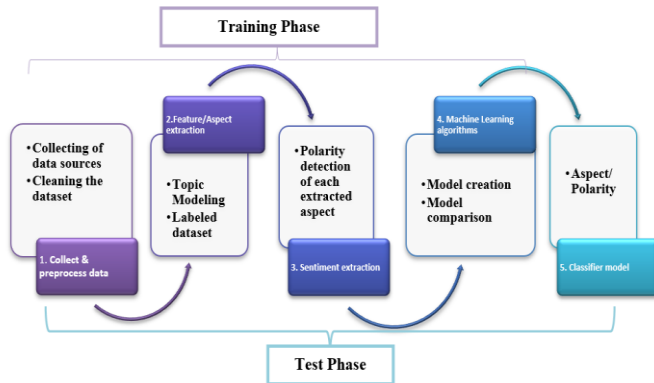 Training Phase
• Collecting of
data sources
• Cleaning the
dataset
1. Collect &
preprocess data
2.Feature/Aspect
extraction
• Topic
Modeling
• Labeled
dataset
• Polarity
detection
of each
extracted
aspect
3. Sentiment extraction
4. Machine Learning
algorithms
• Model creation
• Model
comparison
• Aspect/
Polarity
5. Classifier model
Test Phase